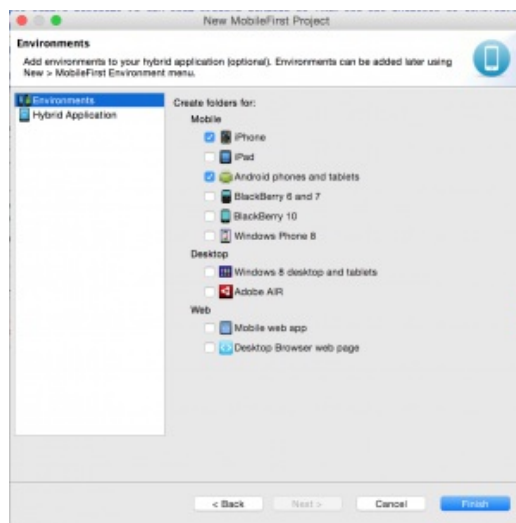 New MobileFirst Project
Environments
Add environments to your hybrid application (optional). Environments can be added later using
New > MobileFirst Environment menu.
Environments
Hybrid Application
Create folders for:
Mobile
iPhone
iPad
Android phones and tablets
BlackBerry 6 and 7
BlackBerry 10
Windows Phone 8
Desktop
Windows 8 desktop and tablets
Adobe AIR
Web
Mobile web app
Desktop Browser web page
< Back
Next >
Cancel
Finish